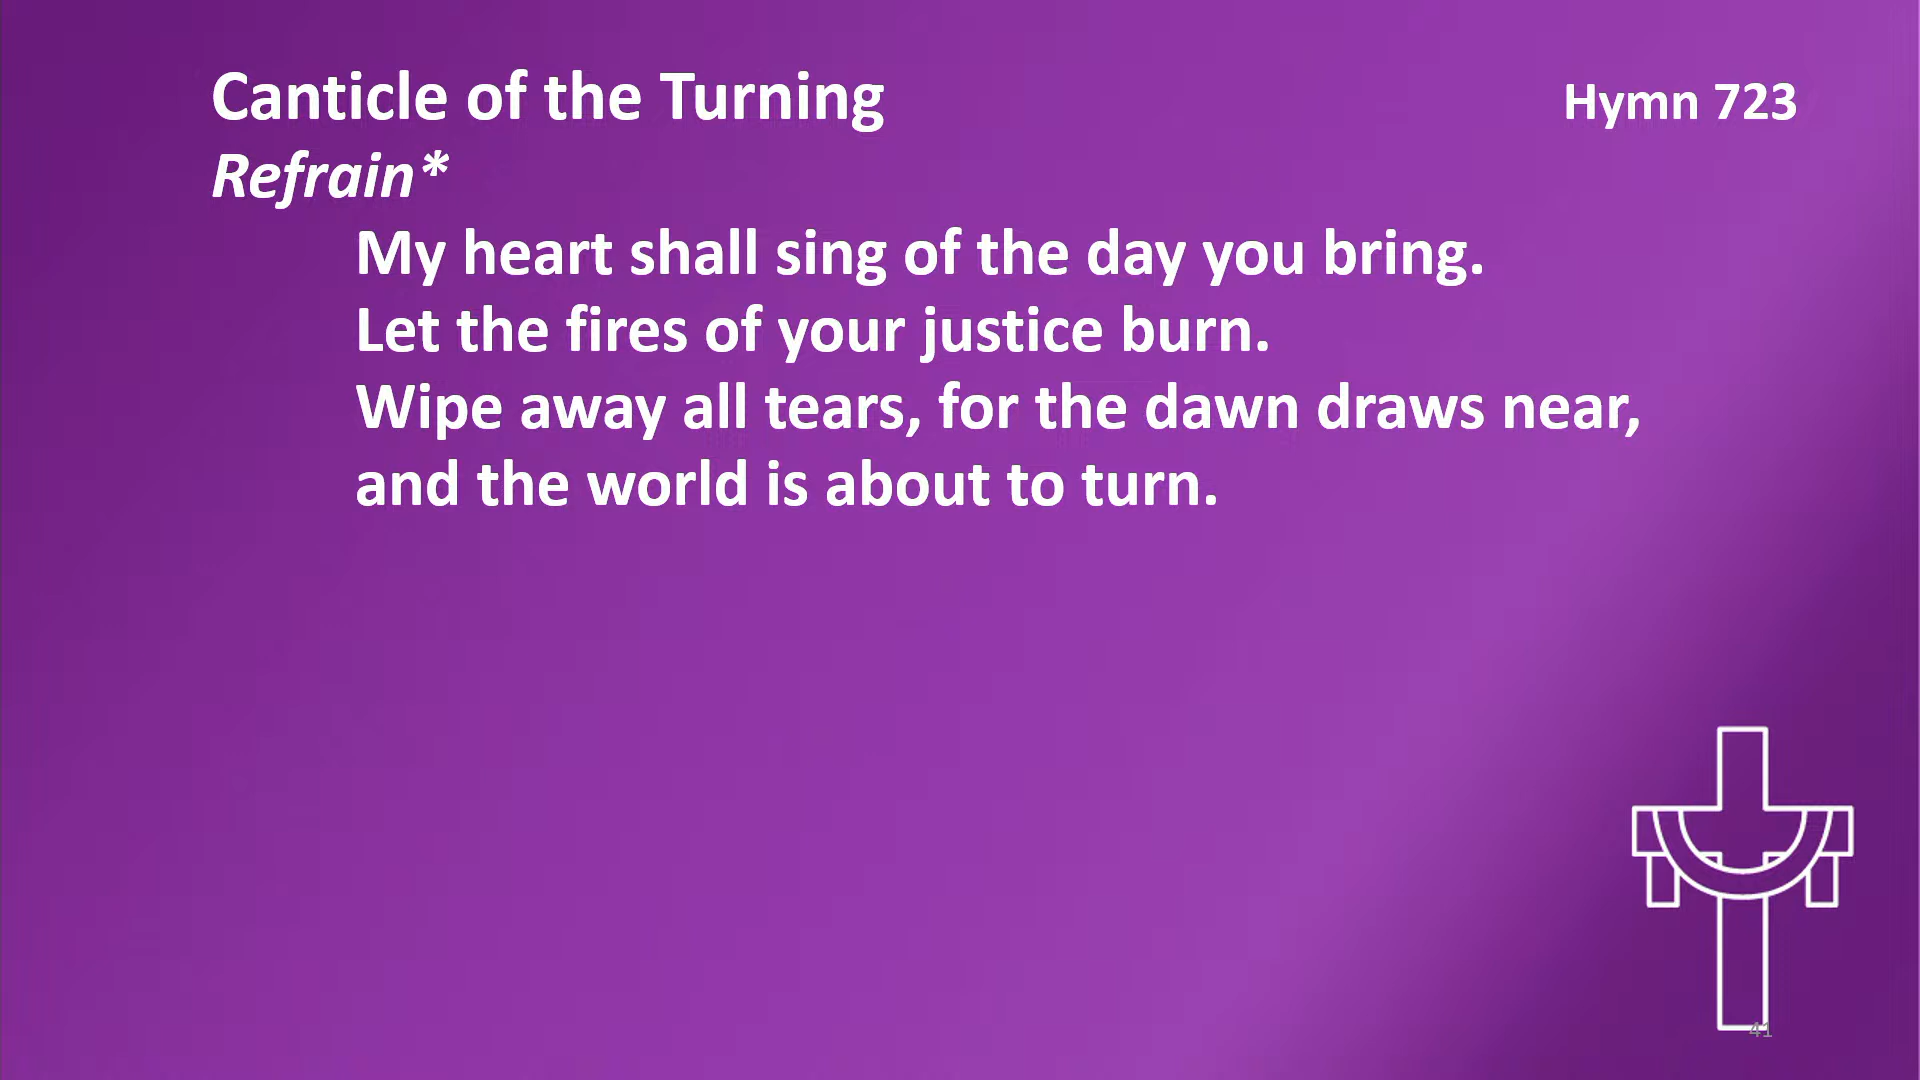 Canticle of the Turning Hymn 723
Refrain*
My heart shall sing of the day you bring.
Let the fires of your justice burn.
Wipe away all tears, for the dawn draws near,
and the world is about to turn.
41